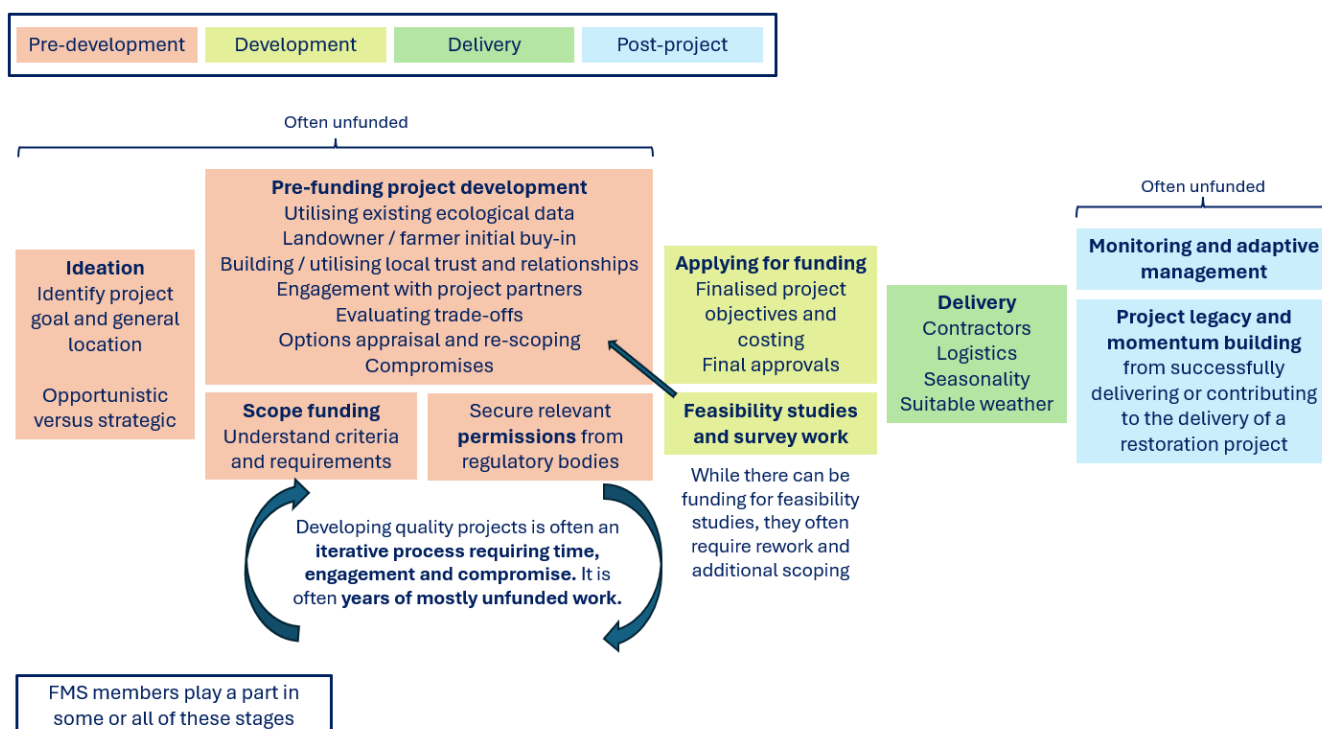 Pre-development
Development
Delivery
Post-project
Often unfunded
Ideation
Identify project
goal and general
location
Opportunistic
versus strategic
Pre-funding project development
Utilising existing ecological data
Landowner / farmer initial buy-in
Building / utilising local trust and relationships
Engagement with project partners
Evaluating trade-offs
Options appraisal and re-scoping
Compromises
Scope funding
Understand criteria
and requirements
Secure relevant
permissions from
regulatory bodies
Developing quality projects is often an
iterative process requiring time,
engagement and compromise. It is
often years of mostly unfunded work.
Applying for funding
Finalised project
objectives and
costing
Final approvals
Feasibility studies
and survey work
While there can be
funding for feasibility
studies, they often
require rework and
additional scoping
Delivery
Contractors
Logistics
Seasonality
Suitable weather
Often unfunded
Monitoring and adaptive
management
Project legacy and
momentum building
from successfully
delivering or contributing
to the delivery of a
restoration project
FMS members play a part in
some or all of these stages